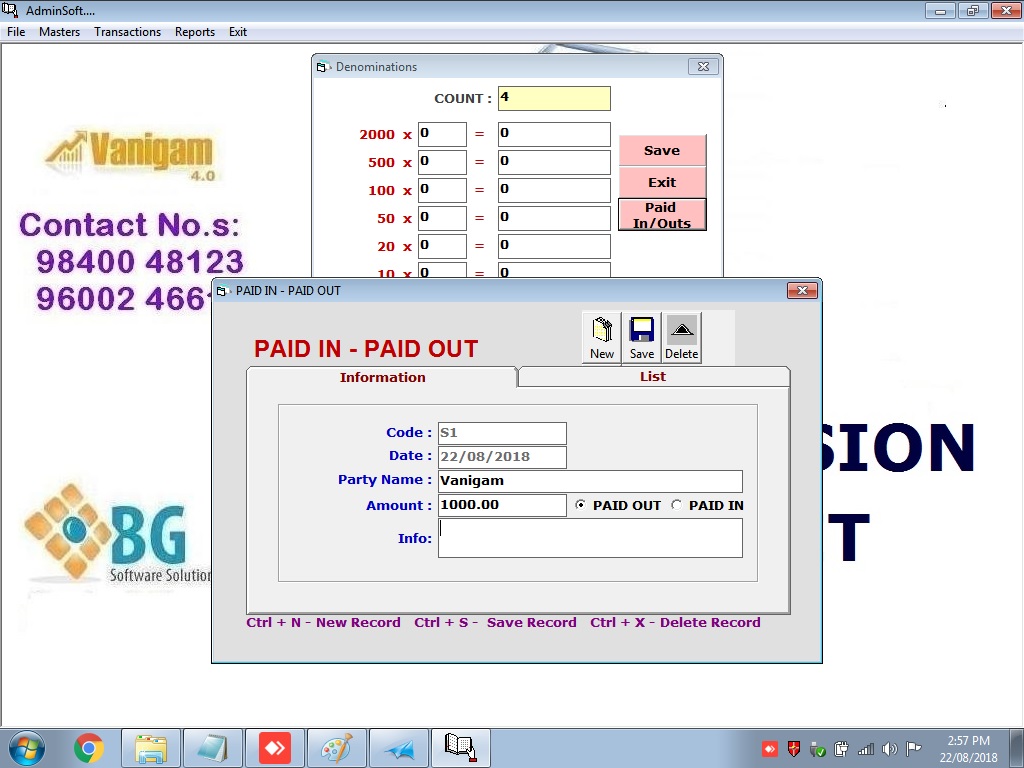 AdminSoft....
File Masters Transactions Reports Exit
Denominations
COUNT : 4
2000 x 0 = 0
500 x 0 = 0
100 x 0 = 0
50 x 0 = 0
20 x 0 = 0
10 x 0 = 0
Save
Exit
Paid
In/Outs
Vanigam
4.0
Contact No.s:
98400 48123
96002 466
PAID IN - PAID OUT
PAID IN - PAID OUT
New Save Delete
Information List
Code : S1
Date : 22/08/2018
Party Name : Vanigam
Amount : 1000.00 PAID OUT PAID IN
Info:
Ctrl + N - New Record Ctrl + S - Save Record Ctrl + X - Delete Record
SION
T
BG
Software Solution
2:57 PM
22/08/2018